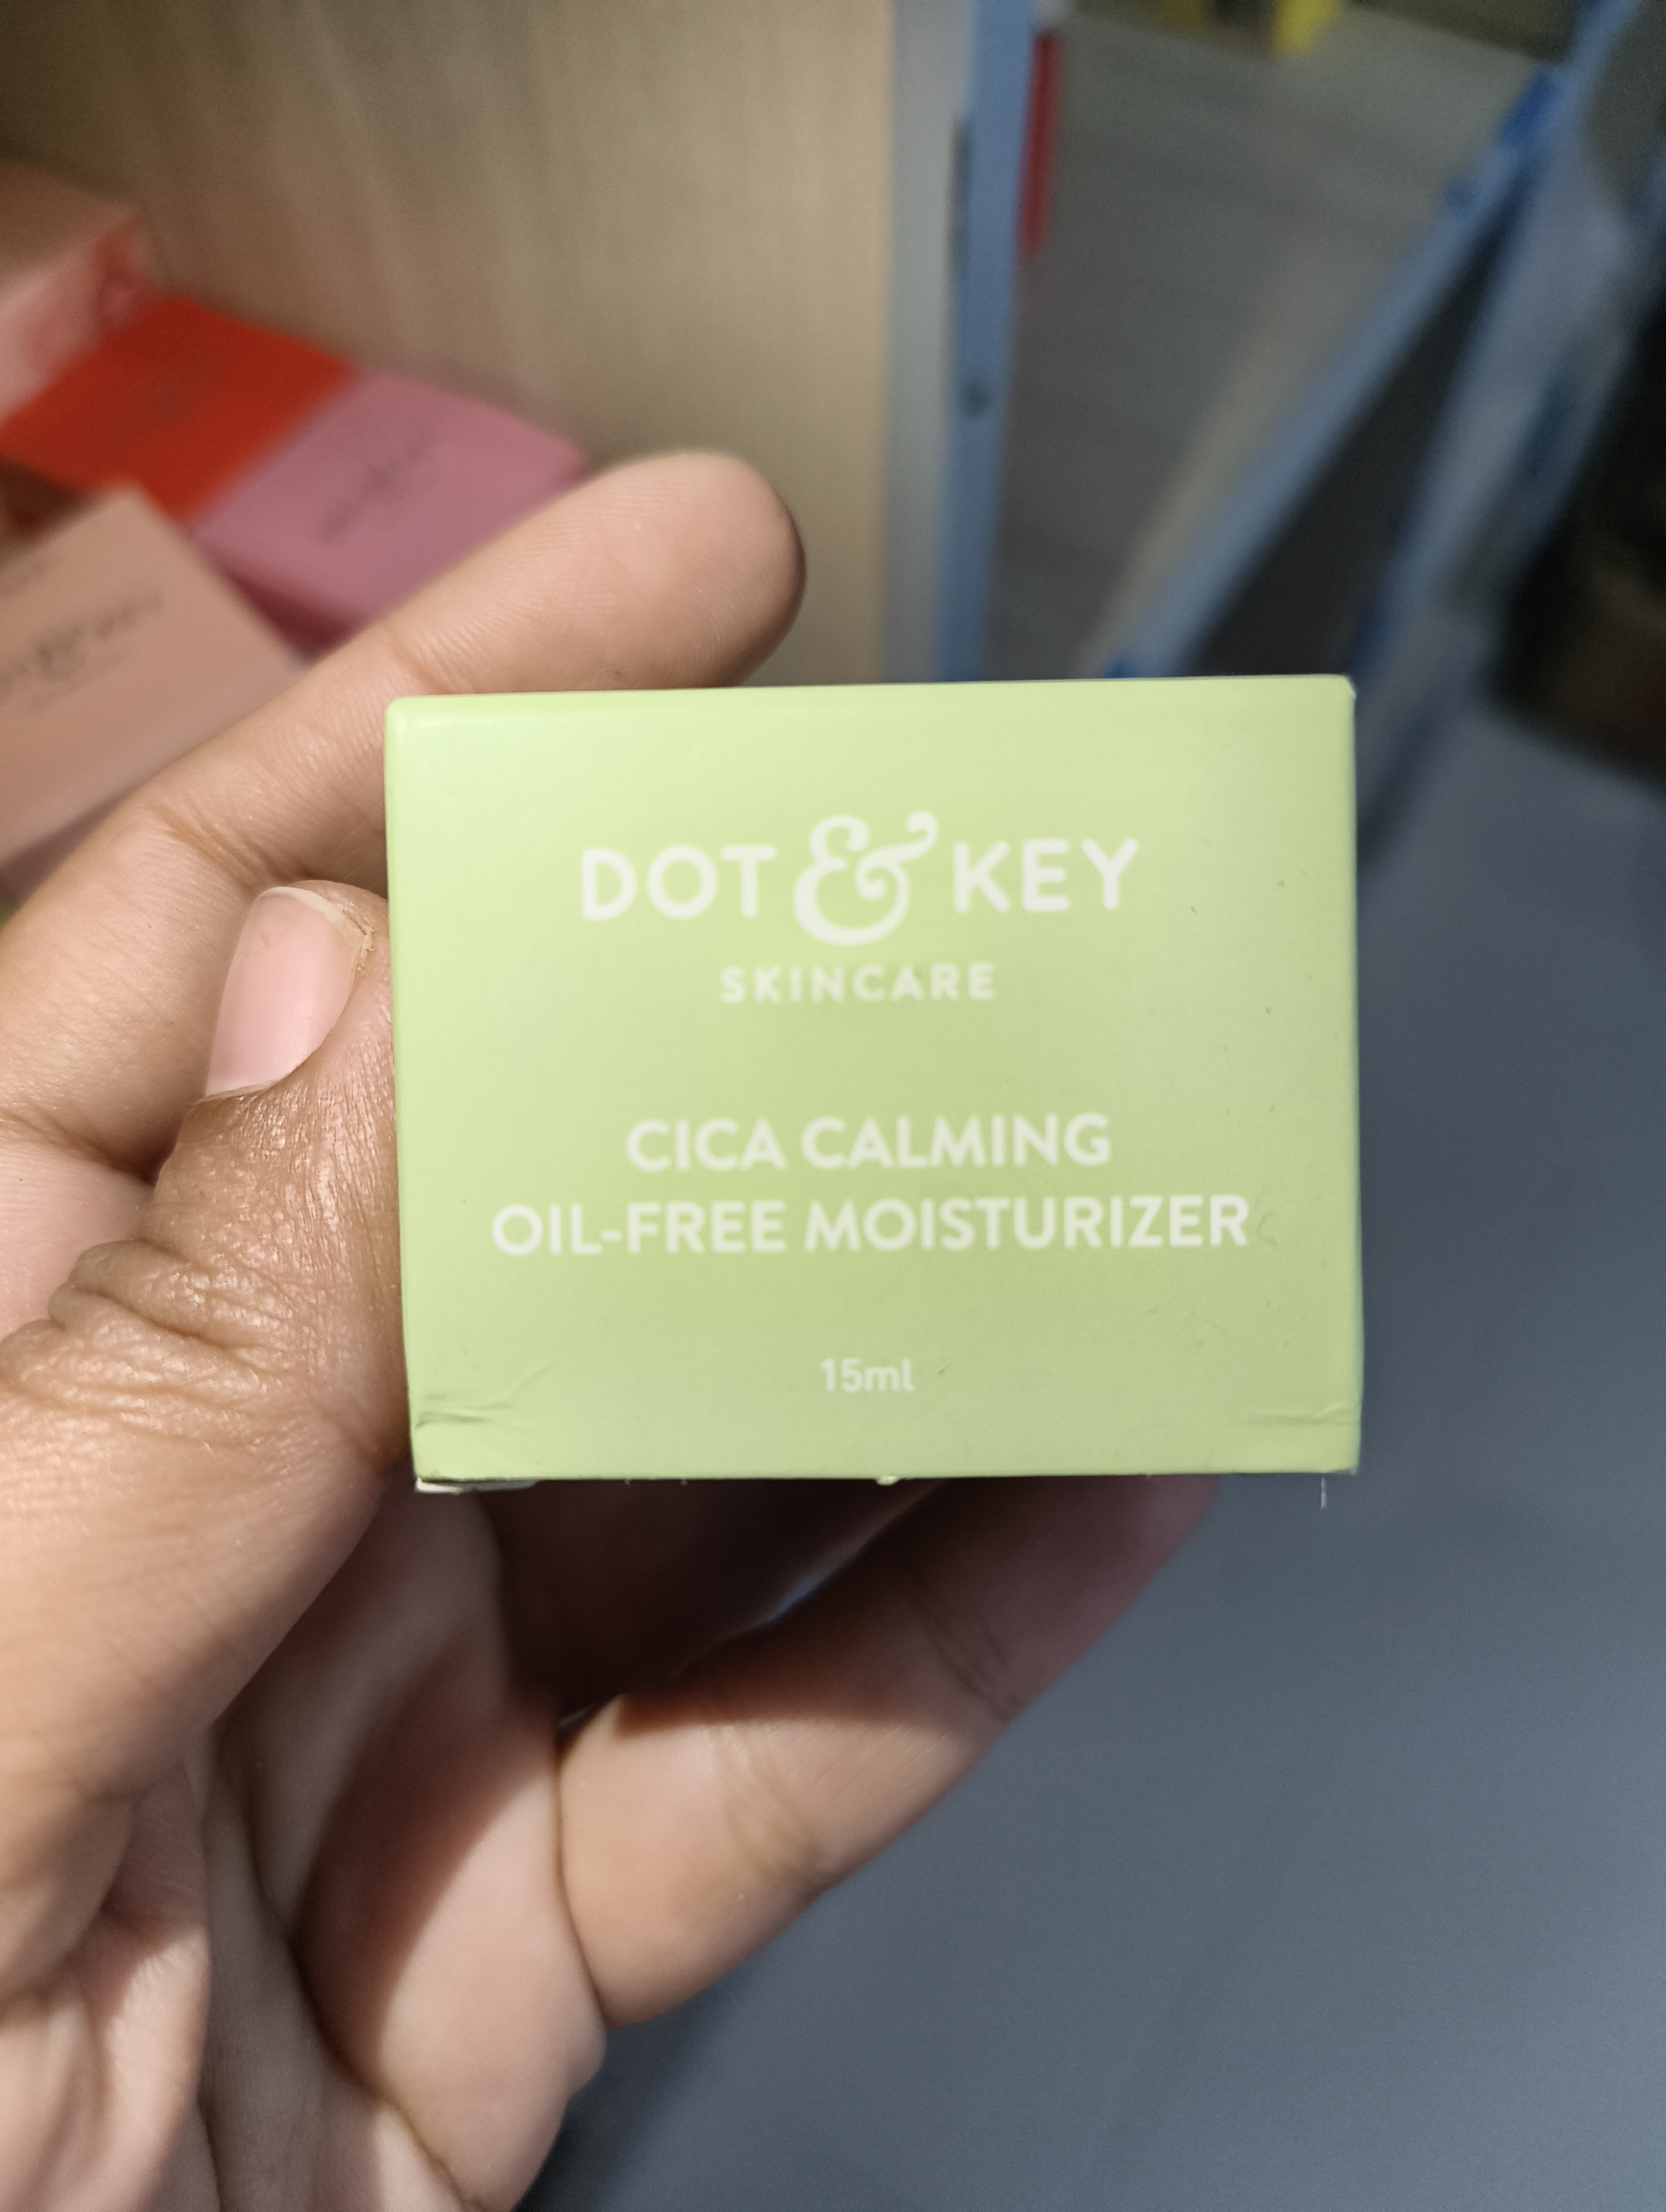 DOT & KEY
SKINCARE
CICA CALMING
OIL-FREE MOISTURIZER
15ml